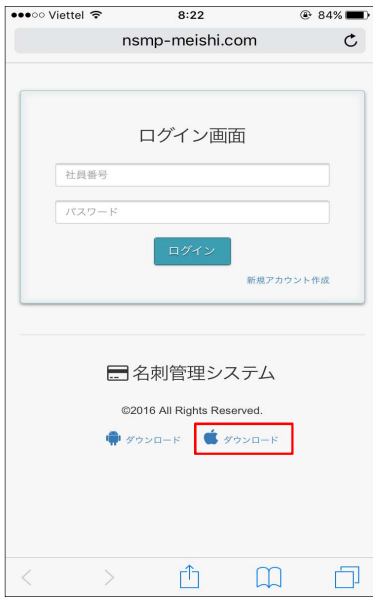 Viettel 8:22 84%
nsmp-meishi.com
ログイン画面
社員番号
パスワード
ログイン
新規アカウント作成
名刺管理システム
©2016 All Rights Reserved.
ダウンロード ダウンロード